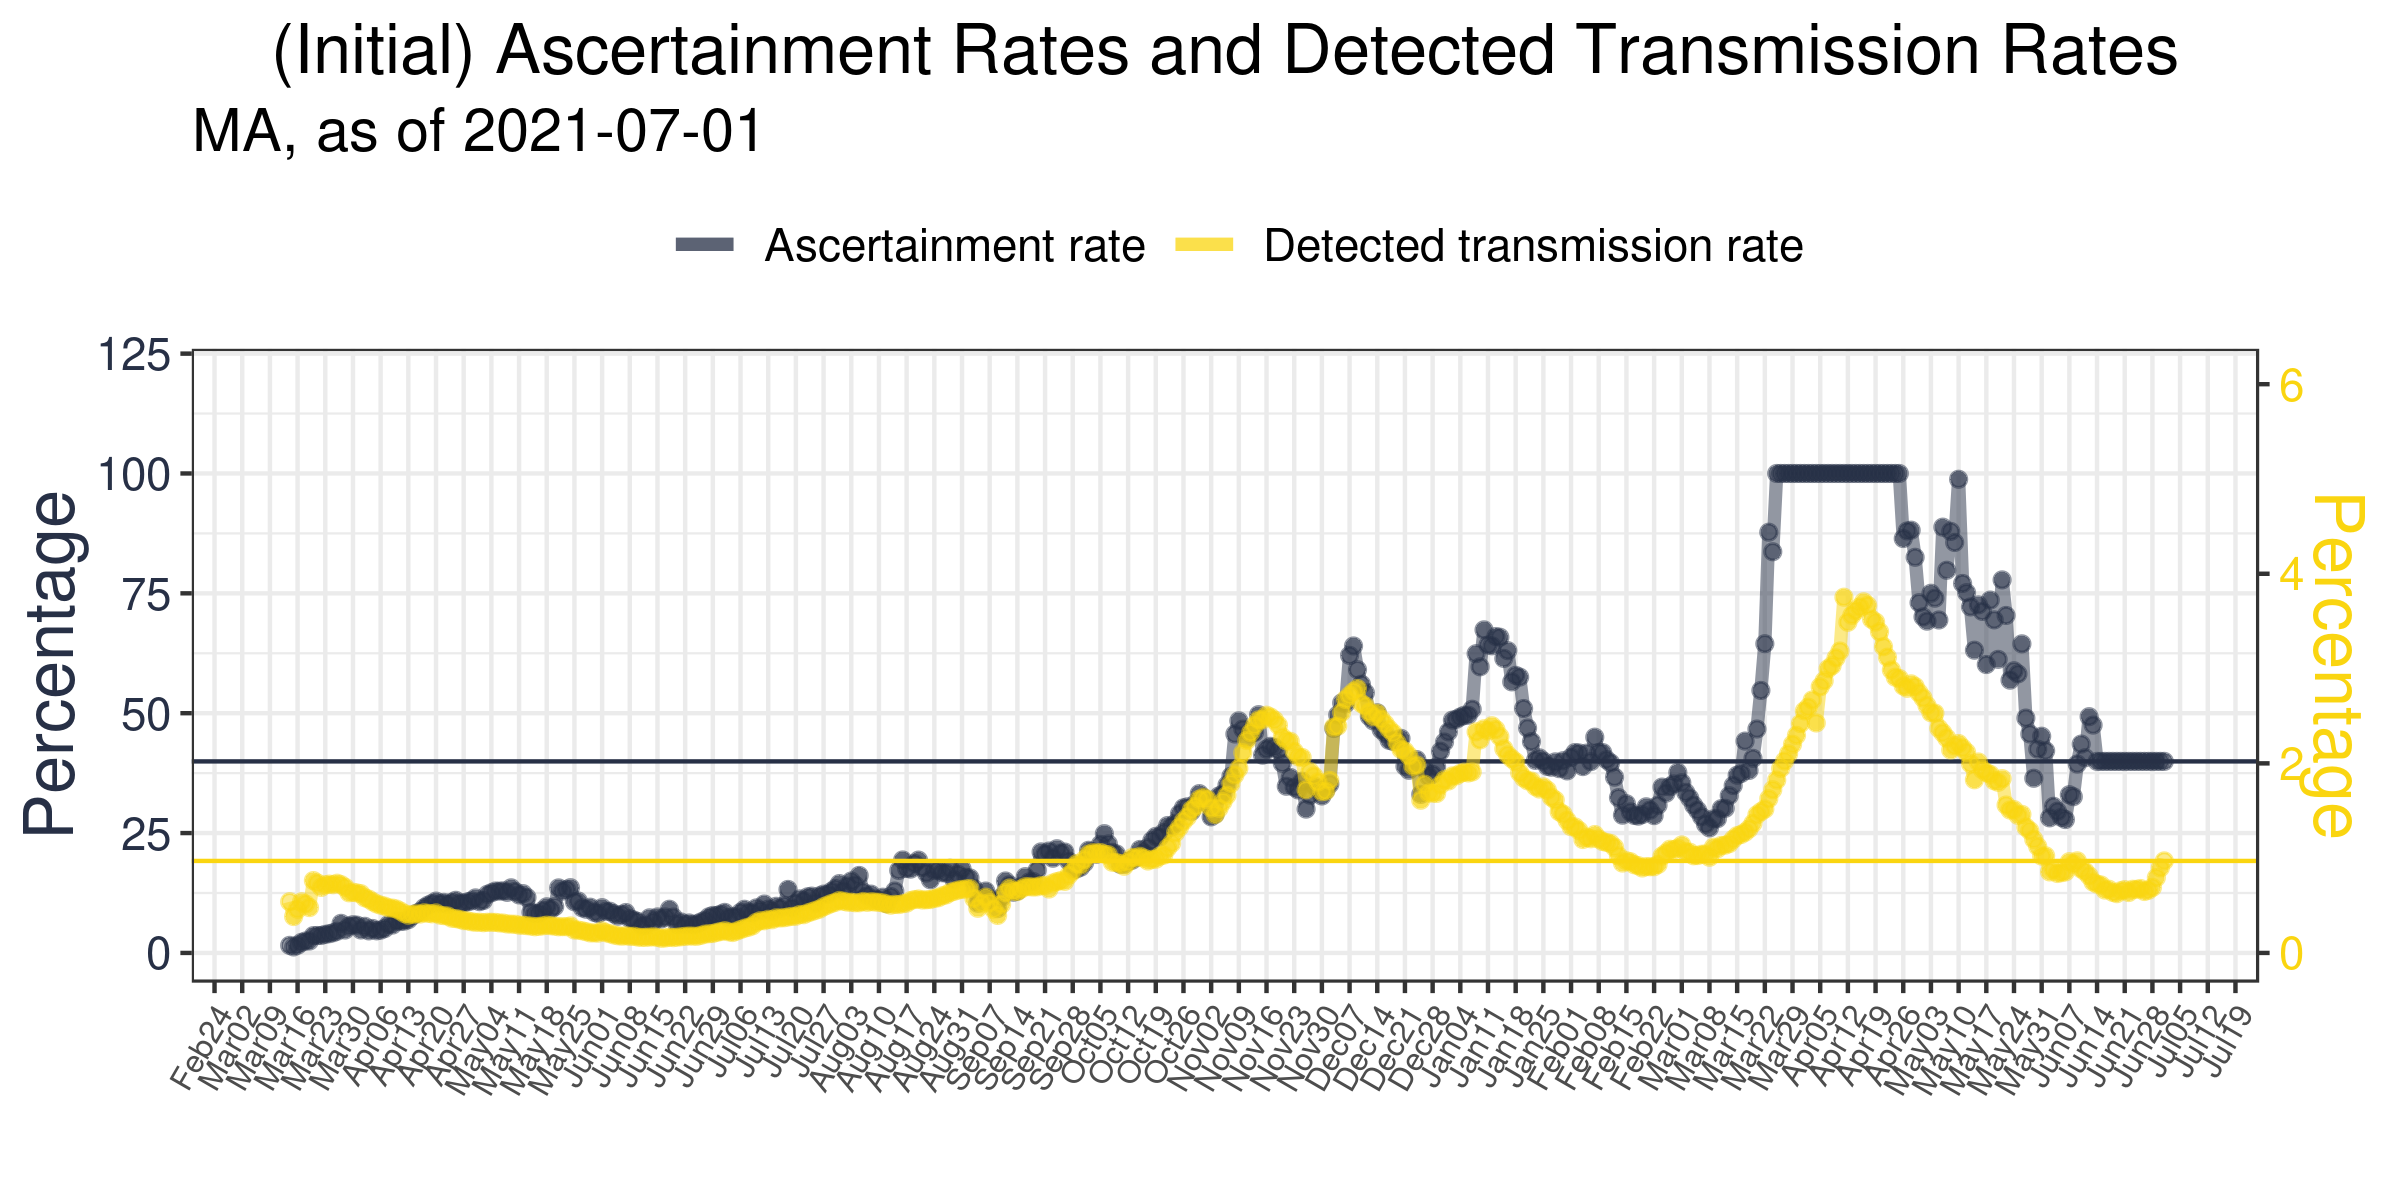 (Initial) Ascertainment Rates and Detected Transmission Rates
MA, as of 2021-07-01
Ascertainment rate
Detected transmission rate
Percentage
125
100
75
50
25
0
6
4
2
0
Percentage
Feb24
Mar02
Mar09
Mar16
Mar23
Mar30
Apr06
Apr13
Apr20
Apr27
May04
May11
May18
May25
Jun01
Jun08
Jun15
Jun22
Jun29
Jul06
Jul13
Jul20
Jul27
Aug03
Aug10
Aug17
Aug24
Aug31
Sep07
Sep14
Sep21
Sep28
Oct05
Oct12
Oct19
Oct26
Nov02
Nov09
Nov16
Nov23
Nov30
Dec07
Dec14
Dec21
Dec28
Jan04
Jan11
Jan18
Jan25
Feb01
Feb08
Feb15
Feb22
Mar01
Mar08
Mar15
Mar22
Mar29
Apr05
Apr12
Apr19
Apr26
May03
May10
May17
May24
May31
Jun07
Jun14
Jun21
Jun28
Jul05
Jul12
Jul19